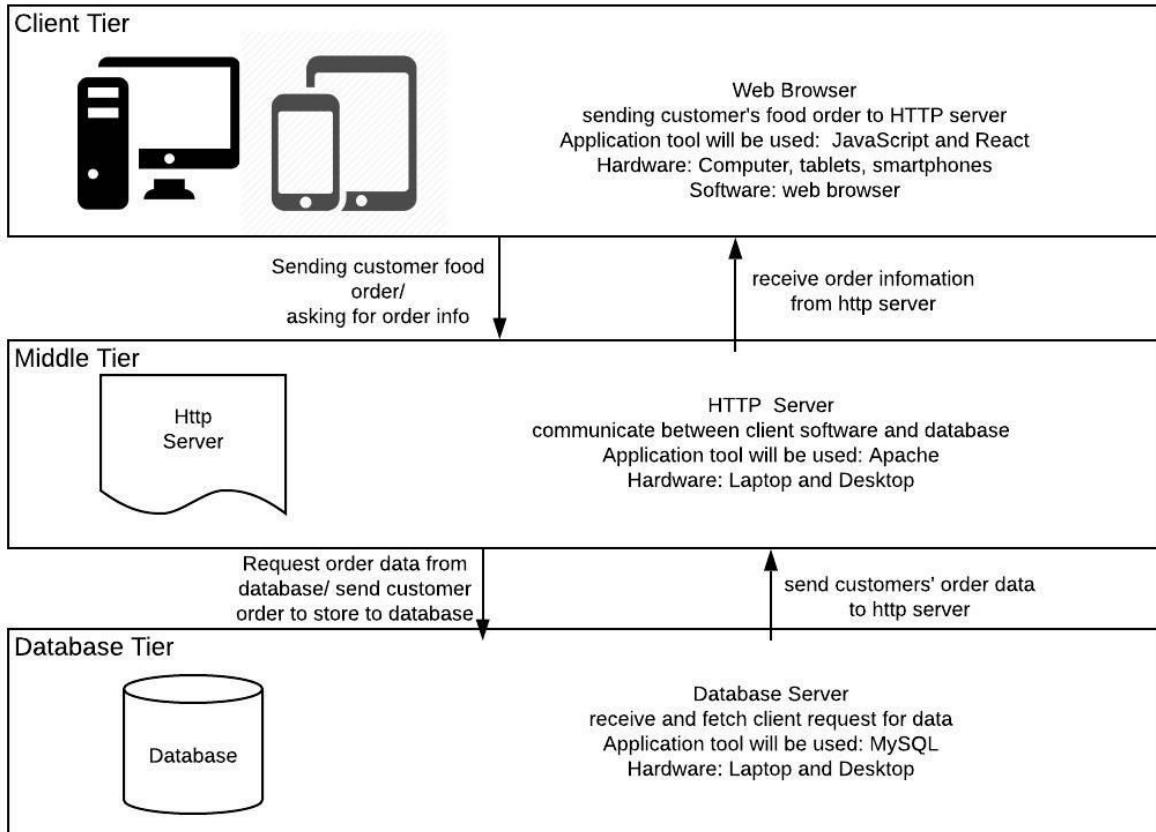 Client Tier
Web Browser
sending customer's food order to HTTP server
Application tool will be used:  JavaScript and React
Hardware: Computer, tablets, smartphones
Software: web browser
Sending customer food
order/
asking for order info
receive order infomation
from http server
Middle Tier
Http
Server
HTTP  Server
communicate between client software and database
Application tool will be used: Apache
Hardware: Laptop and Desktop
Request order data from
database/ send customer
order to store to database
send customers' order data
to http server
Database Tier
Database
Database Server
receive and fetch client request for data
Application tool will be used: MySQL
Hardware: Laptop and Desktop